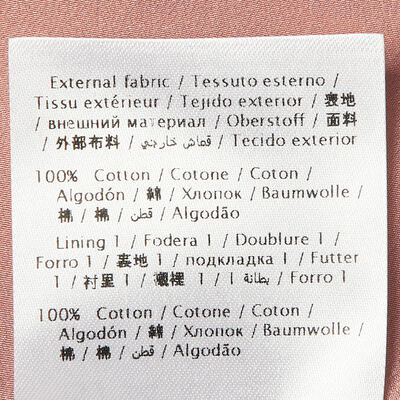 External fabric / Tessuto esterno /
Tissu extérieur / Tejido exterior / 表地
/ внешний материал / Oberstoff / 面料
/ 外部布料 / قماش خارجي / Tecido exterior
100% Cotton / Cotone / Coton /
Algodón / 綿 / Хлопок / Baumwolle /
棉 / 棉 / قطن / Algodão
Lining 1 / Fodera 1 / Doublure 1 /
Forro 1 / 裏地 1 / подкладка 1 / Futter
1 / 衬里 1 / 襯裡 1 / بطانة 1 / Forro 1
100% Cotton / Cotone / Coton /
Algodón / 綿 / Хлопок / Baumwolle /
棉 / 棉 / قطن / Algodão